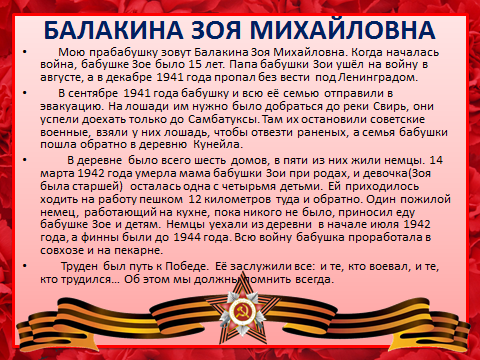 БАЛАКИНА ЗОЯ МИХАЙЛОВНА
• Мою прабабушку зовут Балакина Зоя Михайловна. Когда началась
война, бабушке Зое было 15 лет. Папа бабушки Зои ушёл на войну в
августе, а в декабре 1941 года пропал без вести под Ленинградом.
• В сентябре 1941 года бабушку и всю её семью отправили в
эвакуацию. На лошади им нужно было добраться до реки Свирь, они
успели доехать только до Самбатуксы. Там их остановили советские
военные, взяли у них лошадь, чтобы отвезти раненых, а семья бабушки
пошла обратно в деревню Кунейла.
• В деревне было всего шесть домов, в пяти из них жили немцы. 14
марта 1942 года умерла мама бабушки Зои при родах, и девочка(Зоя
была старшей) осталась одна с четырьмя детьми. Ей приходилось
ходить на работу пешком 12 километров туда и обратно. Один пожилой
немец, работающий на кухне, пока никого не было, приносил еду
бабушке Зое и детям. Немцы уехали из деревни в начале июля 1942
года, а финны были до 1944 года. Всю войну бабушка проработала в
совхозе и на пекарне.
• Труден был путь к Победе. Её заслужили все: и те, кто воевал, и те,
кто трудился... Об этом мы должны помнить всегда.